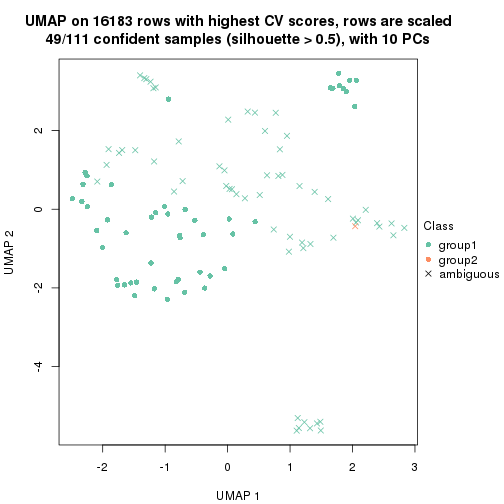 UMAP on 16183 rows with highest CV scores, rows are scaled
49/111 confident samples (silhouette > 0.5), with 10 PCs
2
0
-2
-4
UMAP 2
-2 -1 0 1 2 3
UMAP 1
Class
group1
group2
ambiguous